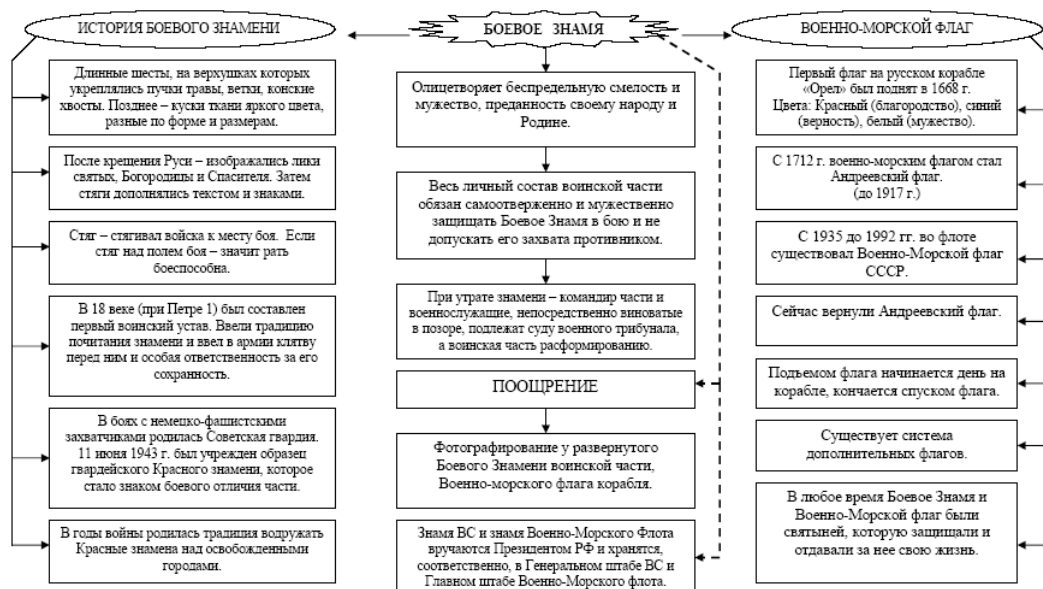 ИСТОРИЯ БОЕВОГО ЗНАМЕНИ
Длинные шесты, на верхушках которых
укреплялись пучки травы, ветки, конские
хвосты. Позднее – куски ткани яркого цвета,
разные по форме и размерам.
После крещения Руси – изображались лики
святых, Богородицы и Спасителя. Затем
стяги дополнялись текстом и знаками.
Стяг – стягивал войска к месту боя. Если
стяг над полем боя – значит рать
боеспособна.
В 18 веке (при Петре 1) был составлен
первый воинский устав. Ввели традицию
почитания знамени и ввел в армии клятву
перед ним и особая ответственность за его
сохранность.
В боях с немецко-фашистскими
захватчиками родилась Советская гвардия.
11 июня 1943 г. был учрежден образец
гвардейского Красного знамени, которое
стало знаком боевого отличия части.
В годы войны родилась традиция водружать
Красные знамена над освобожденными
городами.
БОЕВОЕ ЗНАМЯ
Олицетворяет беспредельную смелость и
мужество, преданность своему народу и
Родине.
Весь личный состав воинской части
обязан самоотверженно и мужественно
защищать Боевое Знамя в бою и не
допускать его захвата противником.
При утрате знамени – командир части и
военнослужащие, непосредственно виноватые
в позоре, подлежат суду военного трибунала,
а воинская часть расформированию.
ПООЩРЕНИЕ
Фотографирование у развернутого
Боевого Знамени воинской части,
Военно-морского флага корабля.
Знамя ВС и знамя Военно-Морского Флота
вручаются Президентом РФ и хранятся,
соответственно, в Генеральном штабе ВС и
Главном штабе Военно-Морского флота.
ВОЕННО-МОРСКОЙ ФЛАГ
Первый флаг на русском корабле
«Орел» был поднят в 1668 г.
Цвета: Красный (благородство), синий
(верность), белый (мужество).
С 1712 г. военно-морским флагом стал
Андреевский флаг.
(до 1917 г.)
С 1935 до 1992 гг. во флоте
существовал Военно-Морской флаг
СССР.
Сейчас вернули Андреевский флаг.
Подъемом флага начинается день на
корабле, кончается спуском флага.
Существует система
дополнительных флагов.
В любое время Боевое Знамя и
Военно-Морской флаг были
святыней, которую защищали и
отдавали за нее свою жизнь.